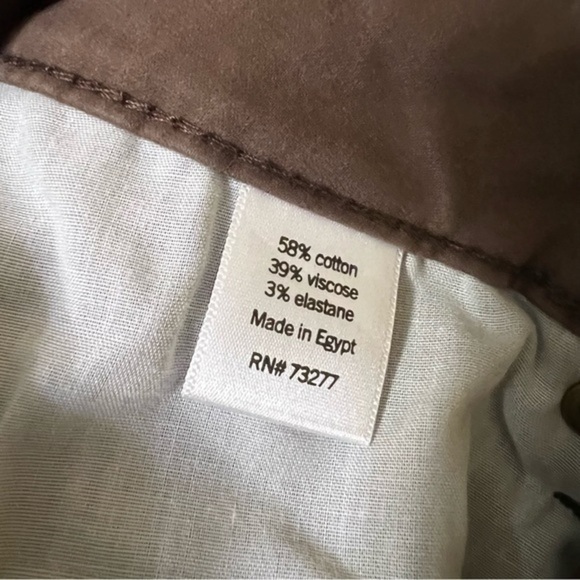 58% cotton
39% viscose
3% elastane
Made in Egypt
RN# 73277